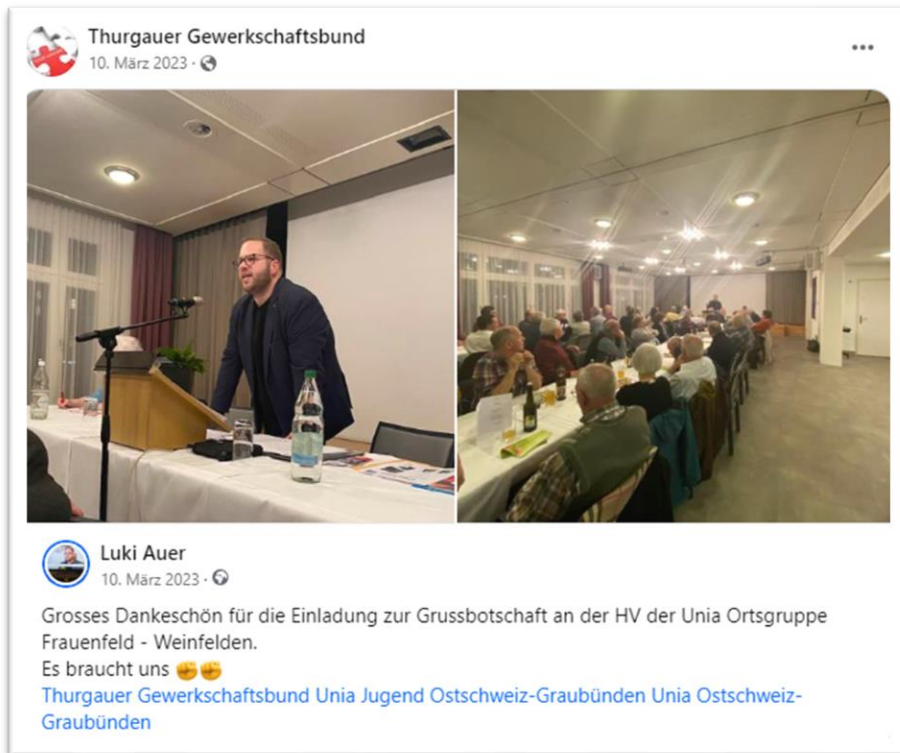 Thurgauer Gewerkschaftsbund
10. März 2023 ·
Luki Auer
10. März 2023 ·
Grosses Dankeschön für die Einladung zur Grussbotschaft an der HV der Unia Ortsgruppe
Frauenfeld - Weinfelden.
Es braucht uns ✊✊
Thurgauer Gewerkschaftsbund Unia Jugend Ostschweiz-Graubünden Unia Ostschweiz-
Graubünden